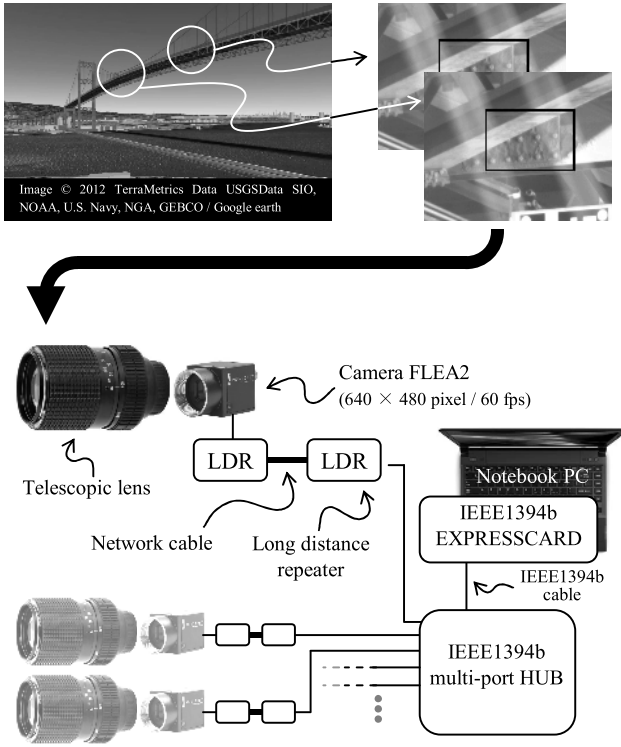 Image © 2012 TerraMetrics Data USGSData SIO,
NOAA, U.S. Navy, NGA, GEBCO / Google earth
Camera FLEA2
(640 × 480 pixel / 60 fps)
LDR
LDR
Telescopic lens
Notebook PC
Network cable
Long distance
repeater
IEEE1394b
EXPRESSCARD
IEEE1394b
cable
IEEE1394b
multi-port HUB